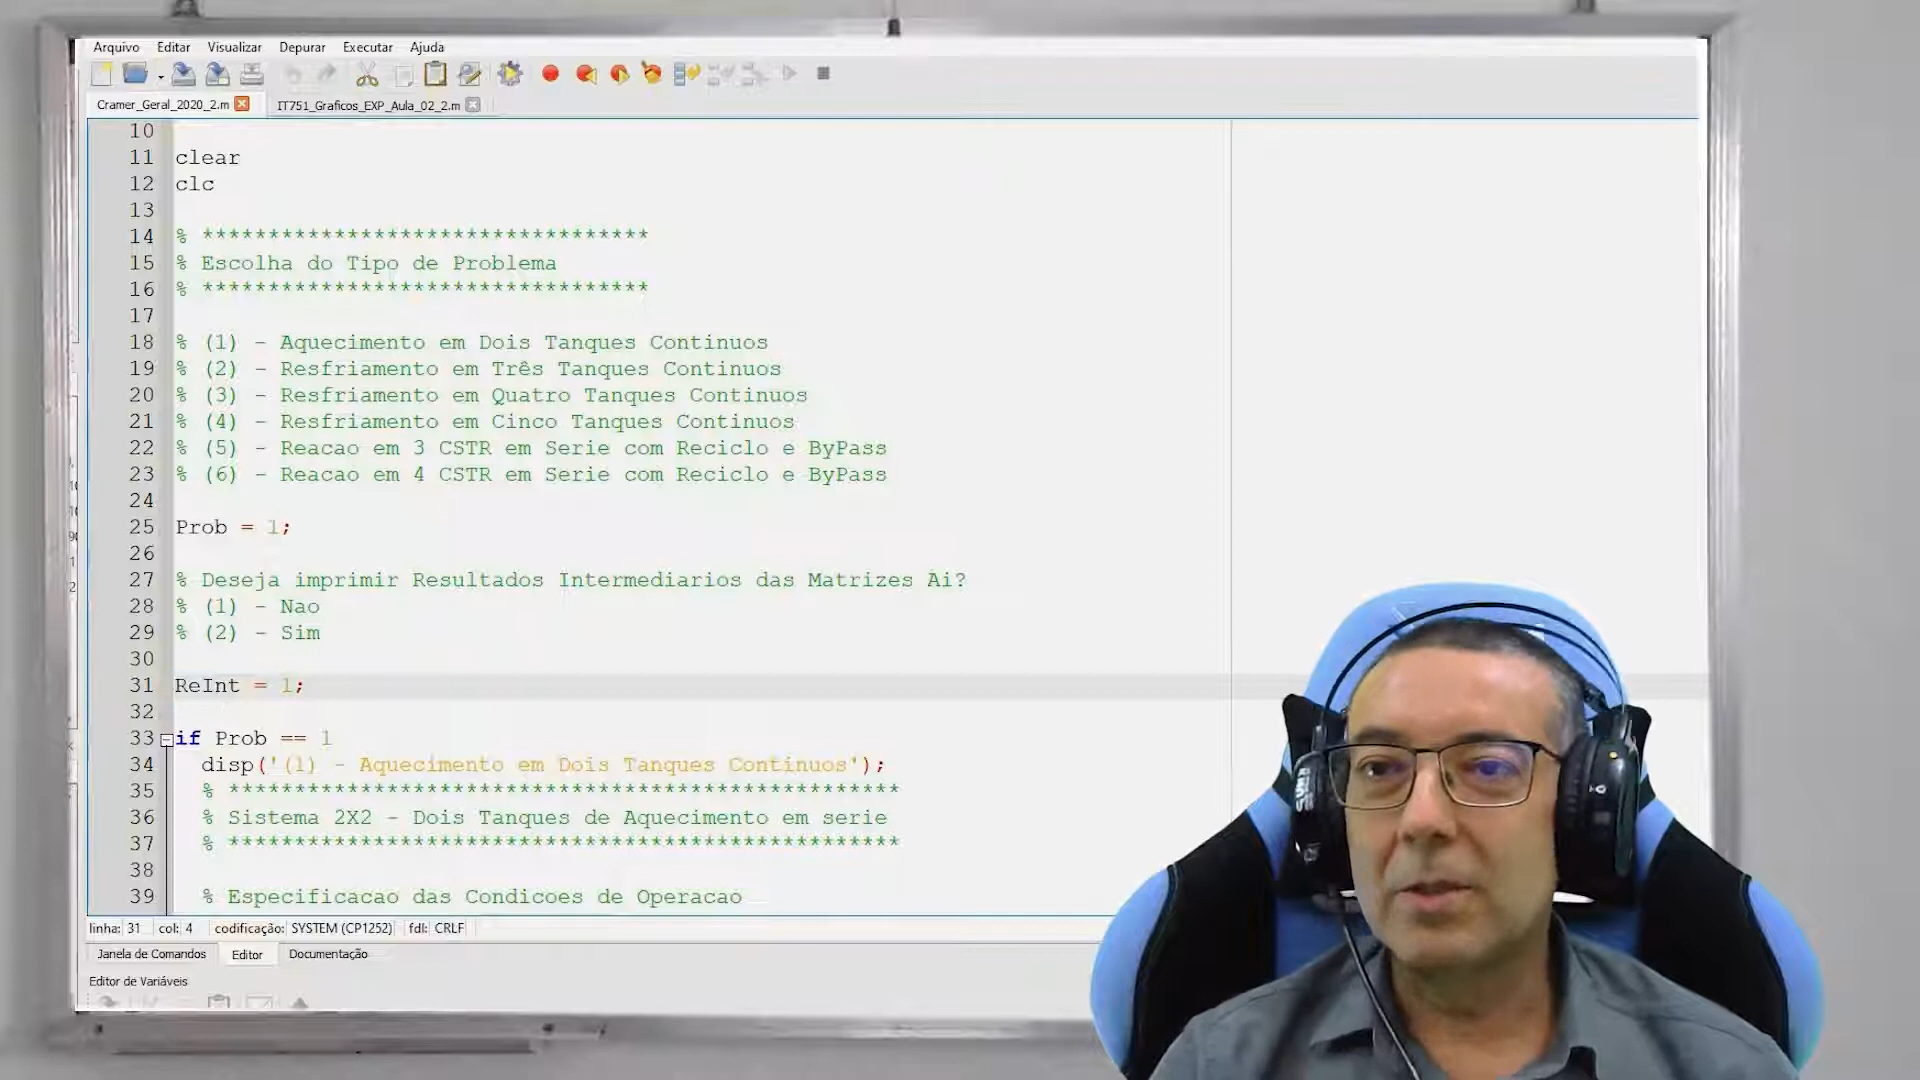 Arquivo Editar Visualizar Depurar Executar Ajuda
Cramer_Geral_2020_2.m IT751_Graficos_EXP_Aula_02_2.m
10
11 clear
12 clc
13
14 % **********************************
15 % Escolha do Tipo de Problema
16 % **********************************
17
18 % (1) - Aquecimento em Dois Tanques Continuos
19 % (2) - Resfriamento em Três Tanques Continuos
20 % (3) - Resfriamento em Quatro Tanques Continuos
21 % (4) - Resfriamento em Cinco Tanques Continuos
22 % (5) - Reacao em 3 CSTR em Serie com Reciclo e ByPass
23 % (6) - Reacao em 4 CSTR em Serie com Reciclo e ByPass
24
25 Prob = 1;
26
27 % Deseja imprimir Resultados Intermediarios das Matrizes Ai?
28 % (1) - Nao
29 % (2) - Sim
30
31 ReInt = 1;
32
33 if Prob == 1
34 disp('(1) - Aquecimento em Dois Tanques Continuos');
35 % ***************************************************
36 % Sistema 2X2 - Dois Tanques de Aquecimento em serie
37 % ***************************************************
38
39 % Especificacao das Condicoes de Operacao
linha: 31 col: 4 codificação: SYSTEM (CP1252) fdl: CRLF
Janela de Comandos Editor Documentação
Editor de Variáveis